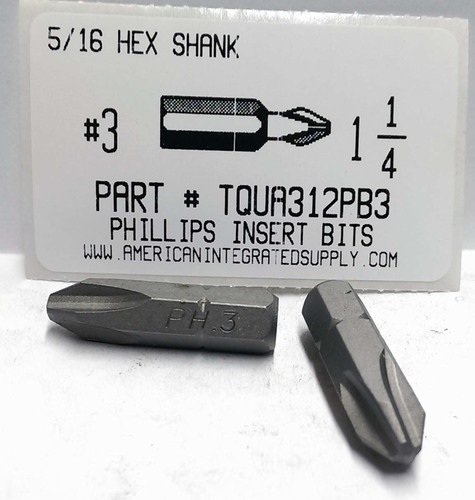 5/16 HEX SHANK
#3
1 1/4
PART # TQUA312PB3
PHILLIPS INSERT BITS
WWW.AMERICANINTEGRATEDSUPPLY.COM
PH.3